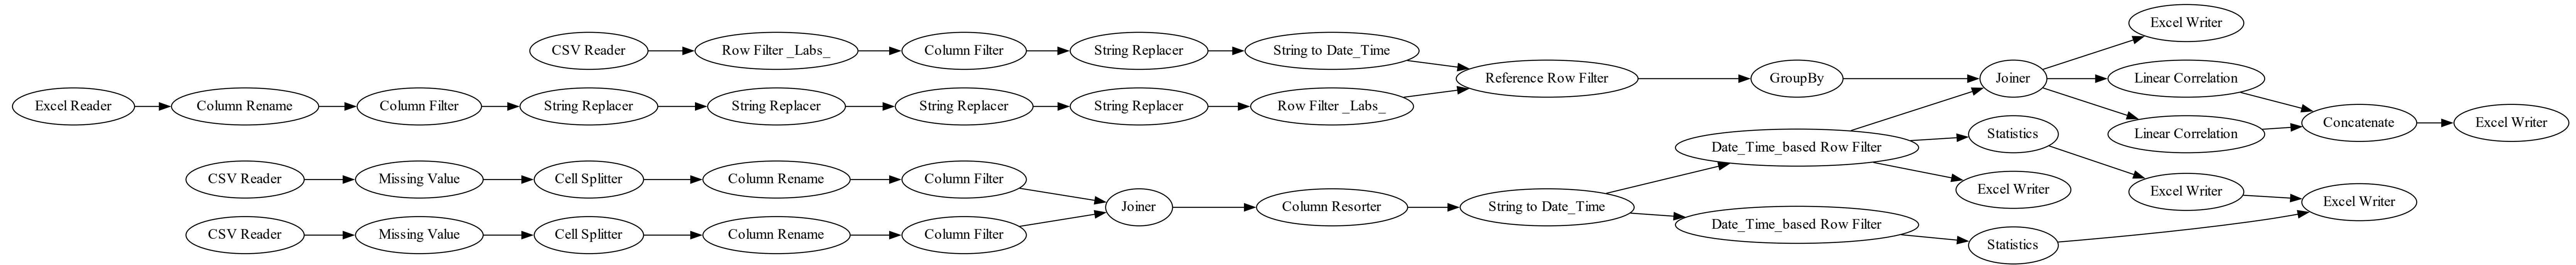 Excel Writer
CSV Reader
Row Filter _Labs_
Column Filter
String Replacer
String to Date_Time
Reference Row Filter
GroupBy
Joiner
Linear Correlation
Excel Reader
Column Rename
Column Filter
String Replacer
String Replacer
String Replacer
String Replacer
Row Filter _Labs_
Linear Correlation
Concatenate
Excel Writer
Date_Time_based Row Filter
Statistics
CSV Reader
Missing Value
Cell Splitter
Column Rename
Column Filter
Excel Writer
Excel Writer
Excel Writer
Joiner
Column Resorter
String to Date_Time
CSV Reader
Missing Value
Cell Splitter
Column Rename
Column Filter
Date_Time_based Row Filter
Statistics